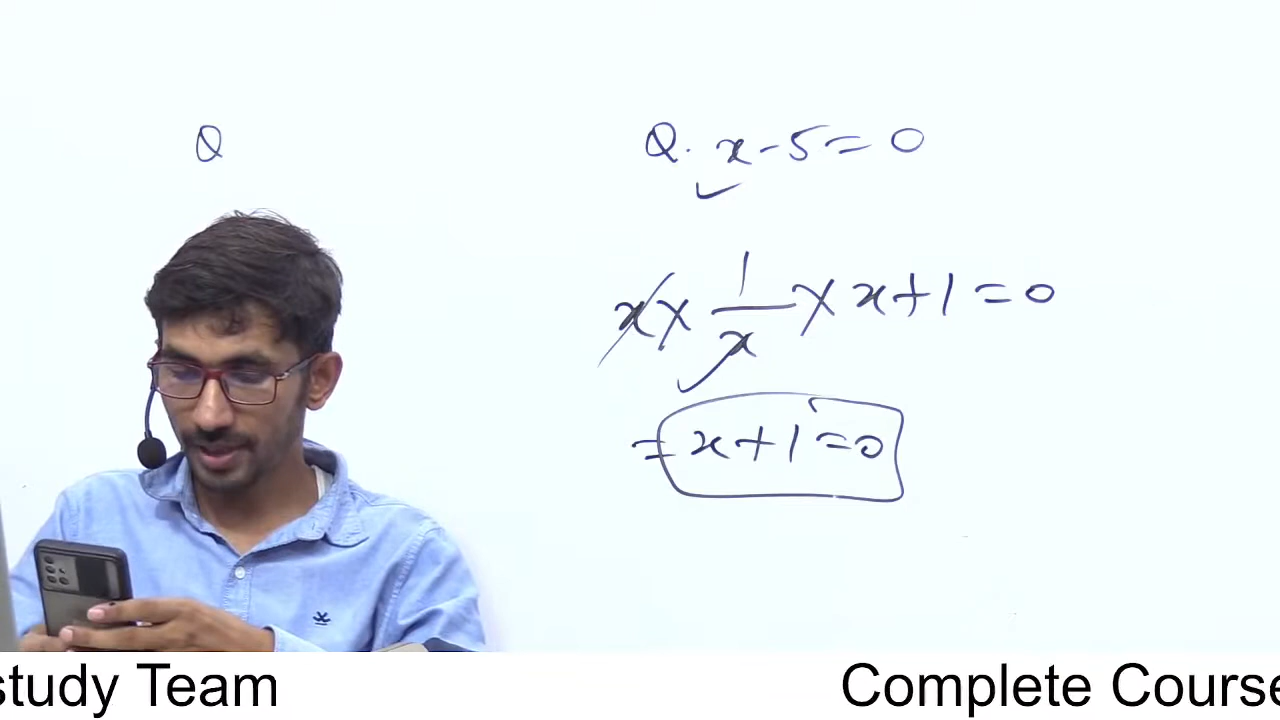 Q
Q. x - 5 = 0
x × 1/x × x + 1 = 0
= x + 1 = 0
study Team Complete Course